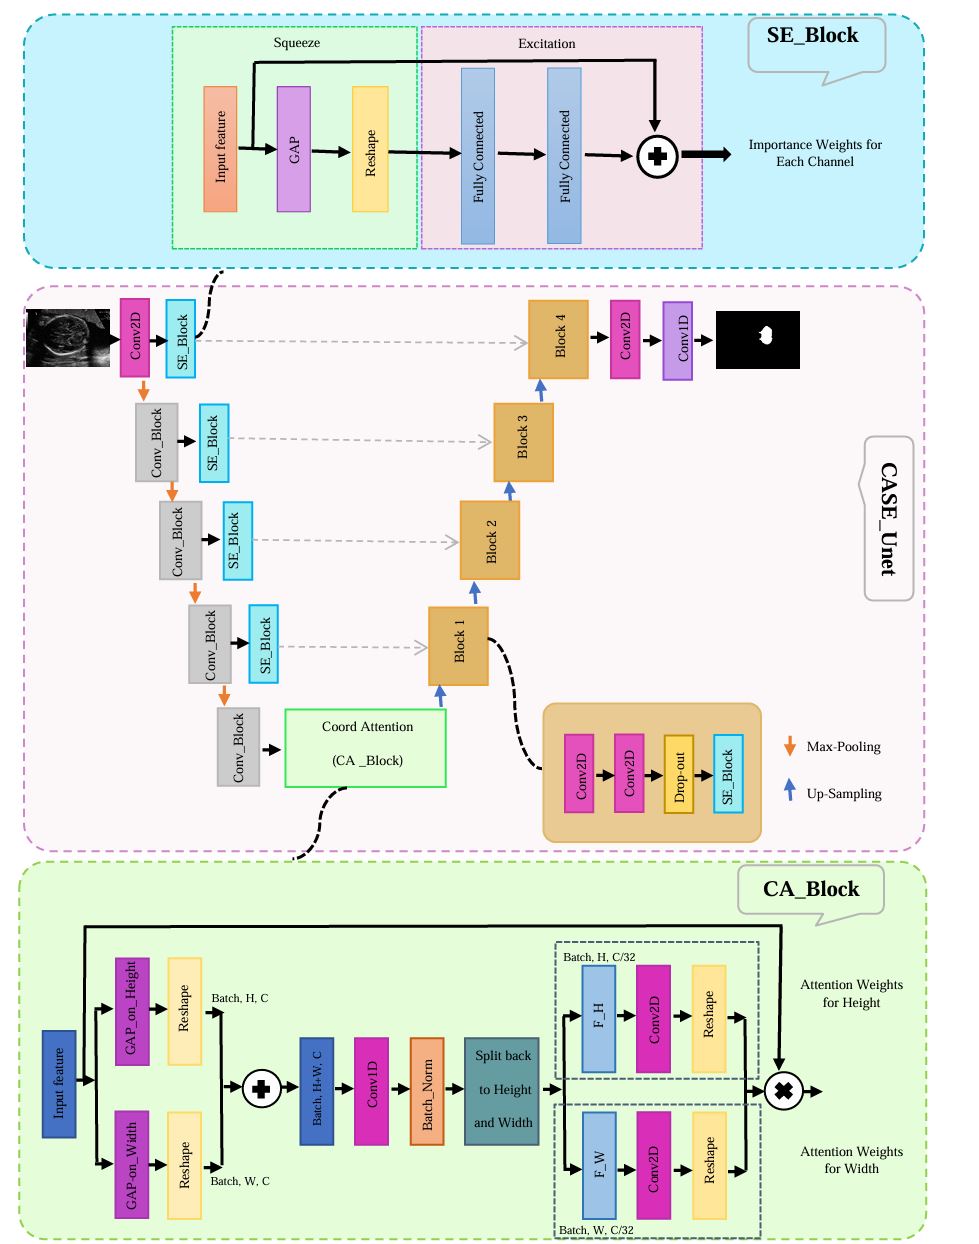 SE_Block
Squeeze
Excitation
Input feature
GAP
Reshape
Fully Connected
Fully Connected
Importance Weights for
Each Channel
Conv2D
SE_Block
Block 4
Conv2D
Conv1D
Conv_Block
SE_Block
Block 3
CASE_Unet
Conv_Block
SE_Block
Block 2
Conv_Block
SE_Block
Block 1
Conv_Block
Coord Attention
(CA _Block)
Conv2D
Conv2D
Drop-out
SE_Block
Max-Pooling
Up-Sampling
CA_Block
Input feature
GAP_on_Height
Reshape
Batch, H, C
GAP-on_Width
Reshape
Batch, W, C
Batch, H+W, C
Conv1D
Batch_Norm
Split back
to Height
and Width
Batch, H, C/32
F_H
Conv2D
Reshape
F_W
Conv2D
Reshape
Batch, W, C/32
Attention Weights
for Height
Attention Weights
for Width